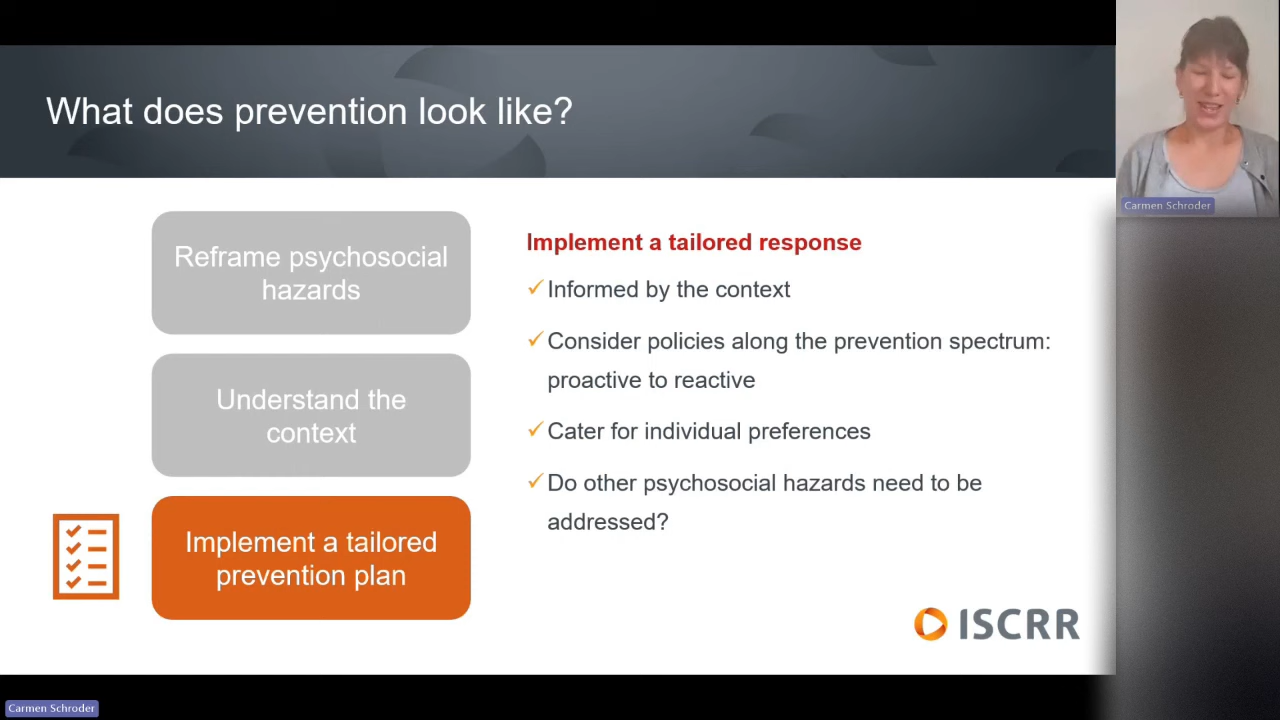 What does prevention look like?
Carmen Schroder
Reframe psychosocial
hazards
Understand the
context
Implement a tailored
prevention plan
Implement a tailored response
Informed by the context
Consider policies along the prevention spectrum:
proactive to reactive
Cater for individual preferences
Do other psychosocial hazards need to be
addressed?
ISCRR
Carmen Schroder